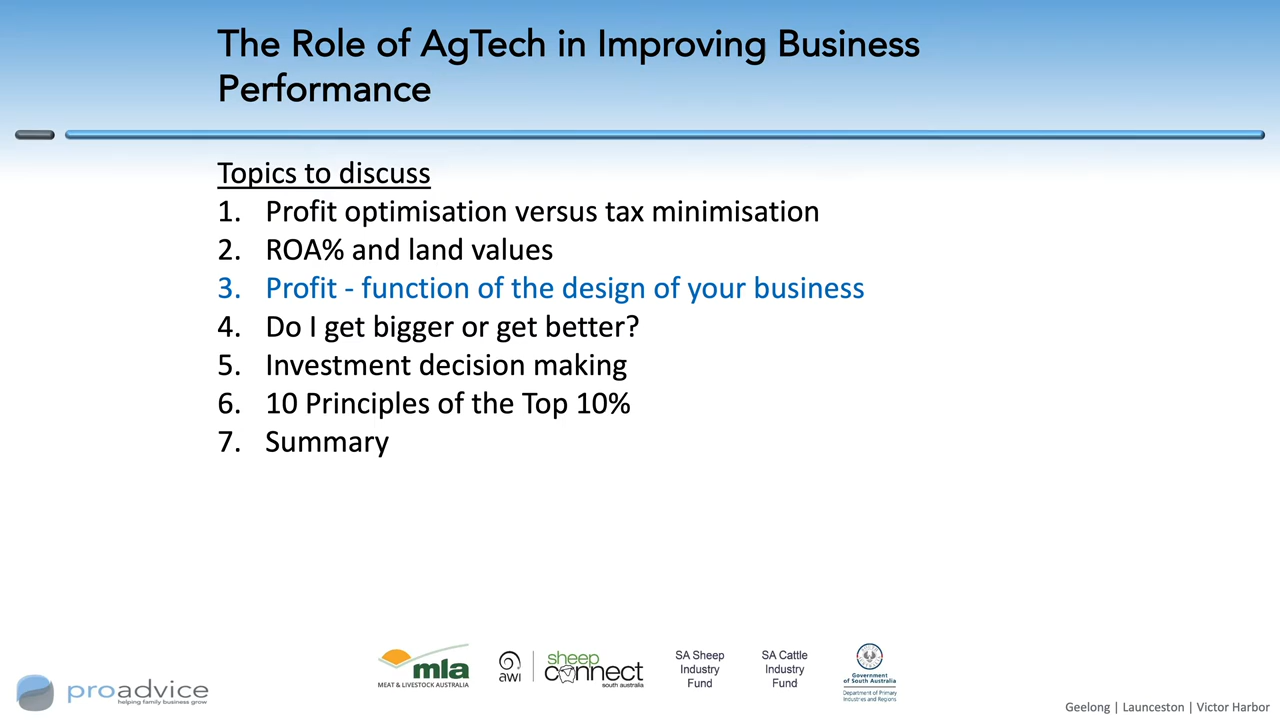 The Role of AgTech in Improving Business
Performance
Topics to discuss
1. Profit optimisation versus tax minimisation
2. ROA% and land values
3. Profit - function of the design of your business
4. Do I get bigger or get better?
5. Investment decision making
6. 10 Principles of the Top 10%
7. Summary
proadvice
helping family business grow
mla
MEAT & LIVESTOCK AUSTRALIA
awi
sheep
connect
south australia
SA Sheep
Industry
Fund
SA Cattle
Industry
Fund
Government
of South Australia
Department of Primary
Industries and Regions
Geelong | Launceston | Victor Harbor